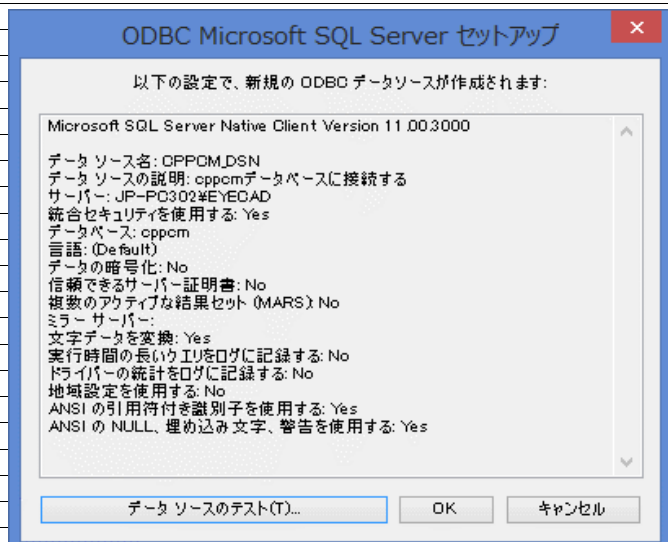 ODBC Microsoft SQL Server セットアップ
以下の設定で、新規の ODBC データソースが作成されます:
Microsoft SQL Server Native Client Version 11.00.3000
データ ソース名: CPPCM_DSN
データ ソースの説明: cppcmデータベースに接続する
サーバー: JP-PC302¥EYECAD
統合セキュリティを使用する: Yes
データベース: cppcm
言語: (Default)
データの暗号化: No
信頼できるサーバー証明書: No
複数のアクティブな結果セット (MARS): No
ミラー サーバー:
文字データを変換: Yes
実行時間の長いクエリをログに記録する: No
ドライバーの統計をログに記録する: No
地域設定を使用する: No
ANSI の引用符付き識別子を使用する: Yes
ANSI の NULL、埋め込み文字、警告を使用する: Yes
データ ソースのテスト(T)... OK キャンセル